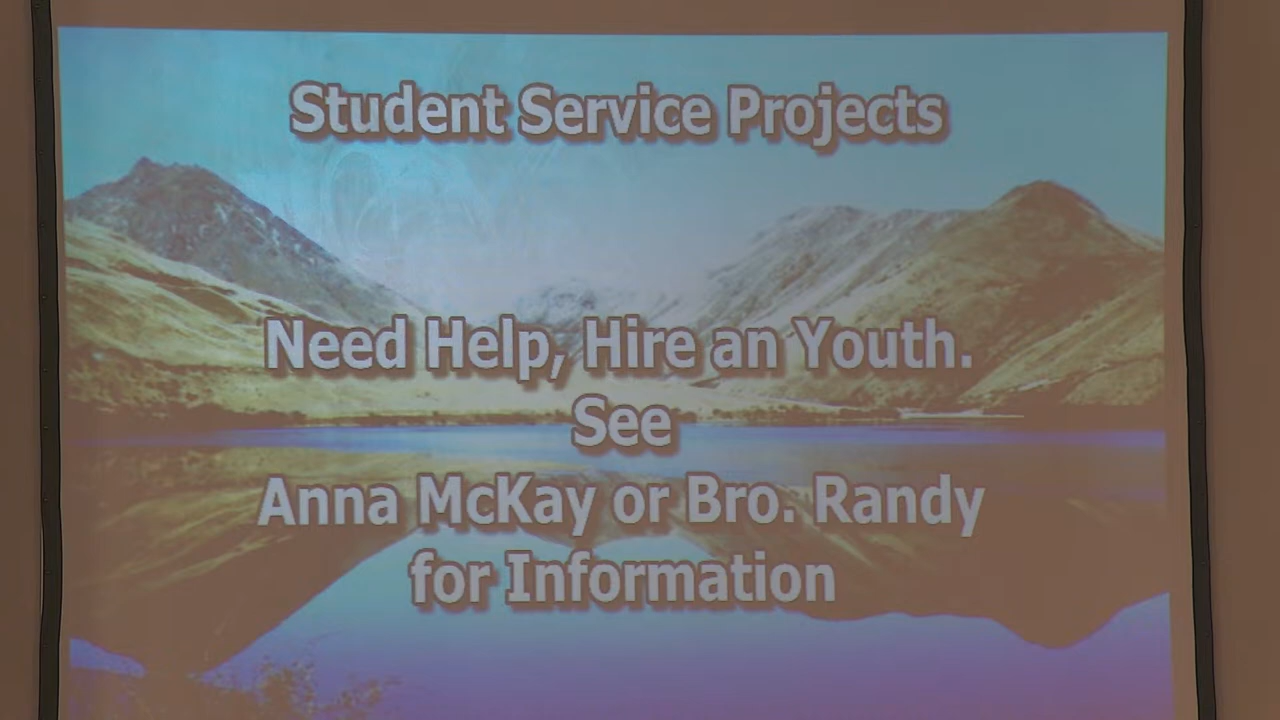 Student Service Projects
Need Help, Hire an Youth.
See
Anna McKay or Bro. Randy
for Information